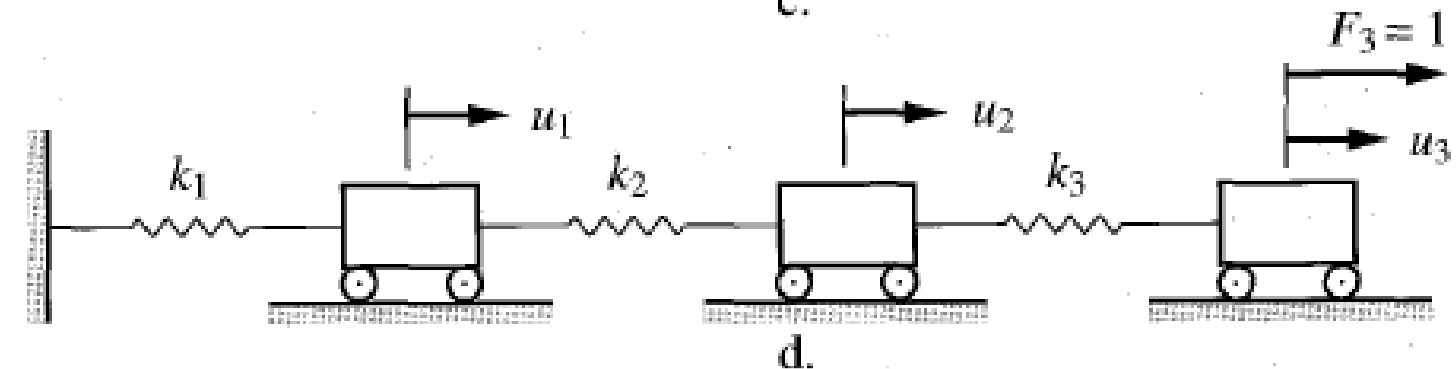 c.
F₃ = 1
u₁
u₂
u₃
k₁
k₂
k₃
d.